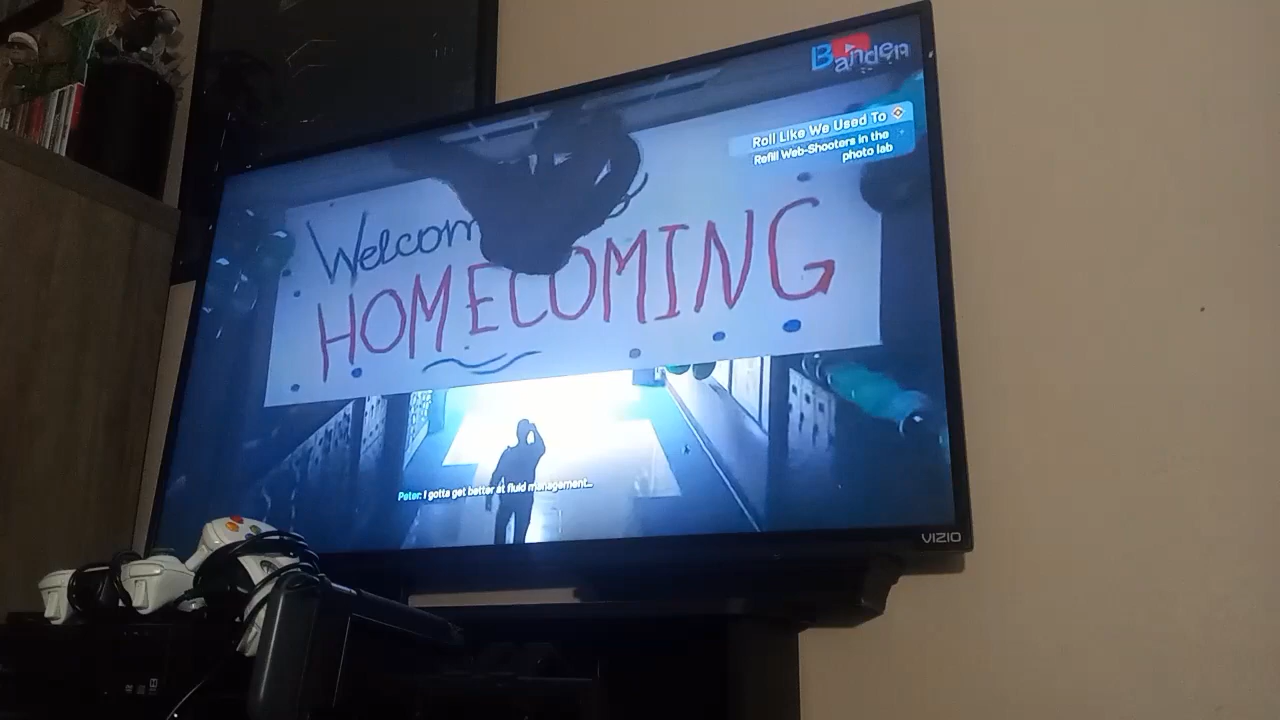 Banden
Roll Like We Used To
Refill Web-Shooters in the
photo lab
Welcom
HOMECOMING
Peter: I gotta get better at fluid management...
VIZIO